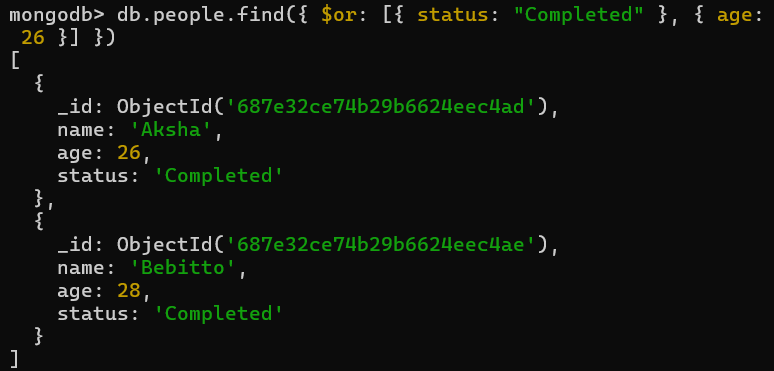 mongodb> db.people.find({ $or: [{ status: "Completed" }, { age:
 26 }] })
[
  {
    _id: ObjectId('687e32ce74b29b6624eec4ad'),
    name: 'Aksha',
    age: 26,
    status: 'Completed'
  },
  {
    _id: ObjectId('687e32ce74b29b6624eec4ae'),
    name: 'Bebitto',
    age: 28,
    status: 'Completed'
  }
]